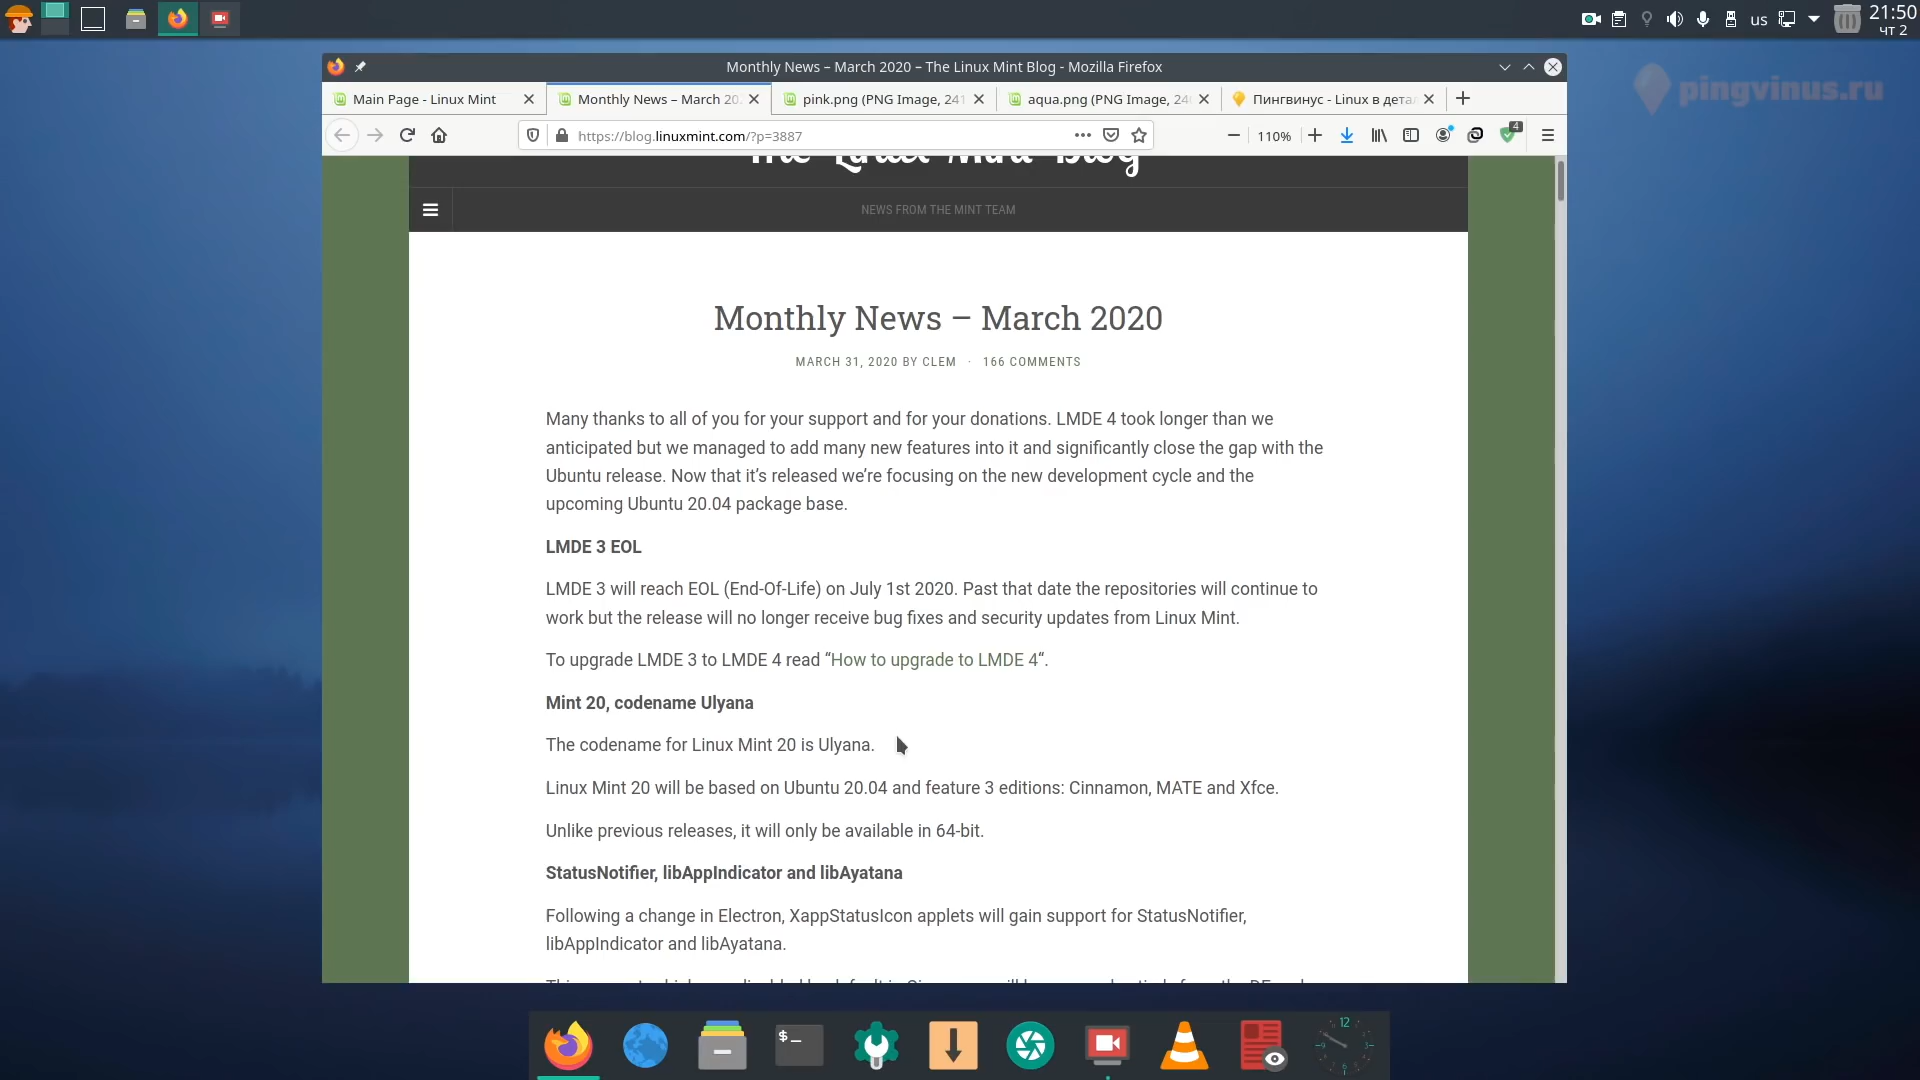 21:50
чт 2
us
Monthly News – March 2020 – The Linux Mint Blog - Mozilla Firefox
pingvinus.ru
Main Page - Linux Mint
Monthly News – March 20
pink.png (PNG Image, 241
aqua.png (PNG Image, 24
Пингвинус - Linux в дета
https://blog.linuxmint.com/?p=3887
110%
4
The Linux Mint Blog
NEWS FROM THE MINT TEAM
Monthly News – March 2020
MARCH 31, 2020 BY CLEM · 166 COMMENTS
Many thanks to all of you for your support and for your donations. LMDE 4 took longer than we
anticipated but we managed to add many new features into it and significantly close the gap with the
Ubuntu release. Now that it’s released we’re focusing on the new development cycle and the
upcoming Ubuntu 20.04 package base.
LMDE 3 EOL
LMDE 3 will reach EOL (End-Of-Life) on July 1st 2020. Past that date the repositories will continue to
work but the release will no longer receive bug fixes and security updates from Linux Mint.
To upgrade LMDE 3 to LMDE 4 read “How to upgrade to LMDE 4“.
Mint 20, codename Ulyana
The codename for Linux Mint 20 is Ulyana.
Linux Mint 20 will be based on Ubuntu 20.04 and feature 3 editions: Cinnamon, MATE and Xfce.
Unlike previous releases, it will only be available in 64-bit.
StatusNotifier, libAppIndicator and libAyatana
Following a change in Electron, XappStatusIcon applets will gain support for StatusNotifier,
libAppIndicator and libAyatana.
$_
12